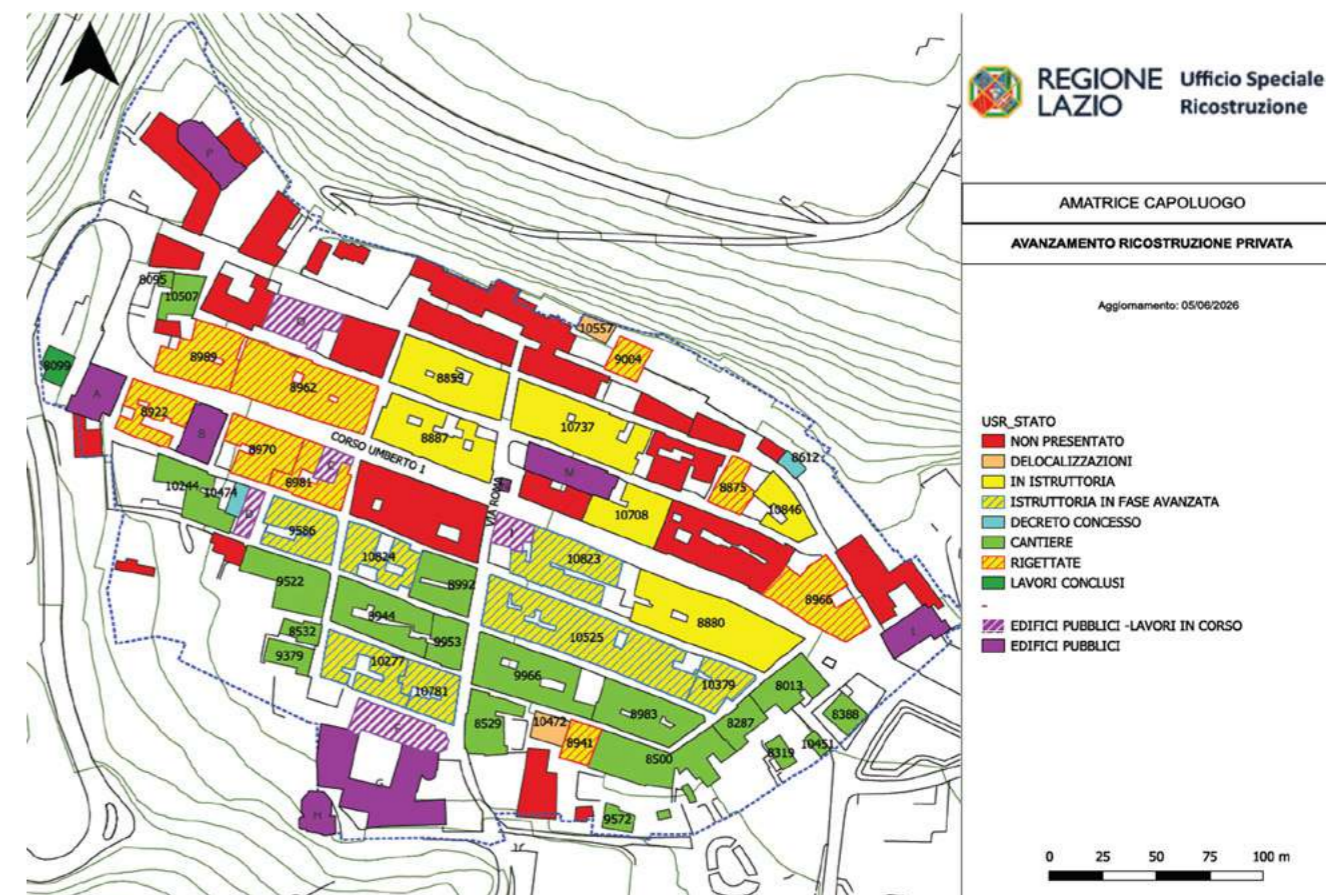 REGIONE LAZIO
Ufficio Speciale
Ricostruzione
AMATRICE CAPOLUOGO
AVANZAMENTO RICOSTRUZIONE PRIVATA
Aggiornamento: 05/06/2026
USR_STATO
NON PRESENTATO
DELOCALIZZAZIONI
IN ISTRUTTORIA
ISTRUTTORIA IN FASE AVANZATA
DECRETO CONCESSO
CANTIERE
RIGETTATE
LAVORI CONCLUSI
-
EDIFICI PUBBLICI -LAVORI IN CORSO
EDIFICI PUBBLICI
0 25 50 75 100 m
P
8095
10507
10557
9004
8099
8989
8962
8859
A
8922
B
8970
8887
10737
CORSO UMBERTO 1
8981
M
8875
8612
10244
10474
VIA ROMA
10708
10846
9586
10824
8992
10823
8966
9522
8944
9953
10525
8880
I
8532
9379
10277
10781
9966
10379
8013
8529
10472
8941
8983
8287
8388
8500
8319
10451
G
H
9572